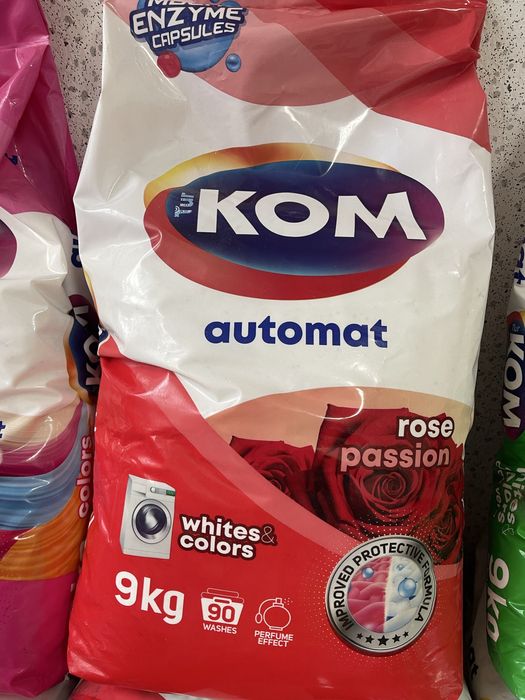 ENZYME
CAPSULES
KOM
automat
rose
passion
whites&
colors
9kg
90
WASHES
PERFUME
EFFECT
IMPROVED PROTECTIVE FORMULA
colors
KOM
9kg